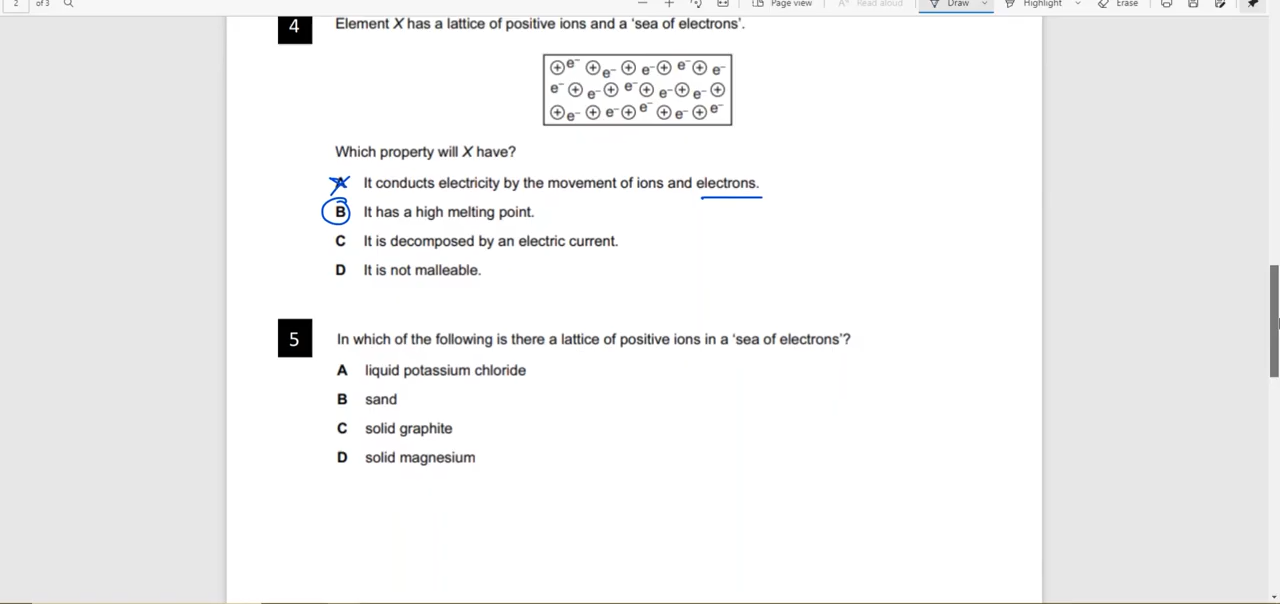 2 of 3 Page view Read aloud Draw Highlight Erase
4 Element X has a lattice of positive ions and a ‘sea of electrons’.
⊕ e⁻ ⊕ e⁻ ⊕ e⁻ ⊕ e⁻ ⊕ e⁻
e⁻ ⊕ e⁻ ⊕ e⁻ ⊕ e⁻ ⊕ e⁻ ⊕
⊕ e⁻ ⊕ e⁻ ⊕ e⁻ ⊕ e⁻ ⊕ e⁻
Which property will X have?
A It conducts electricity by the movement of ions and electrons.
B It has a high melting point.
C It is decomposed by an electric current.
D It is not malleable.
5 In which of the following is there a lattice of positive ions in a ‘sea of electrons’?
A liquid potassium chloride
B sand
C solid graphite
D solid magnesium